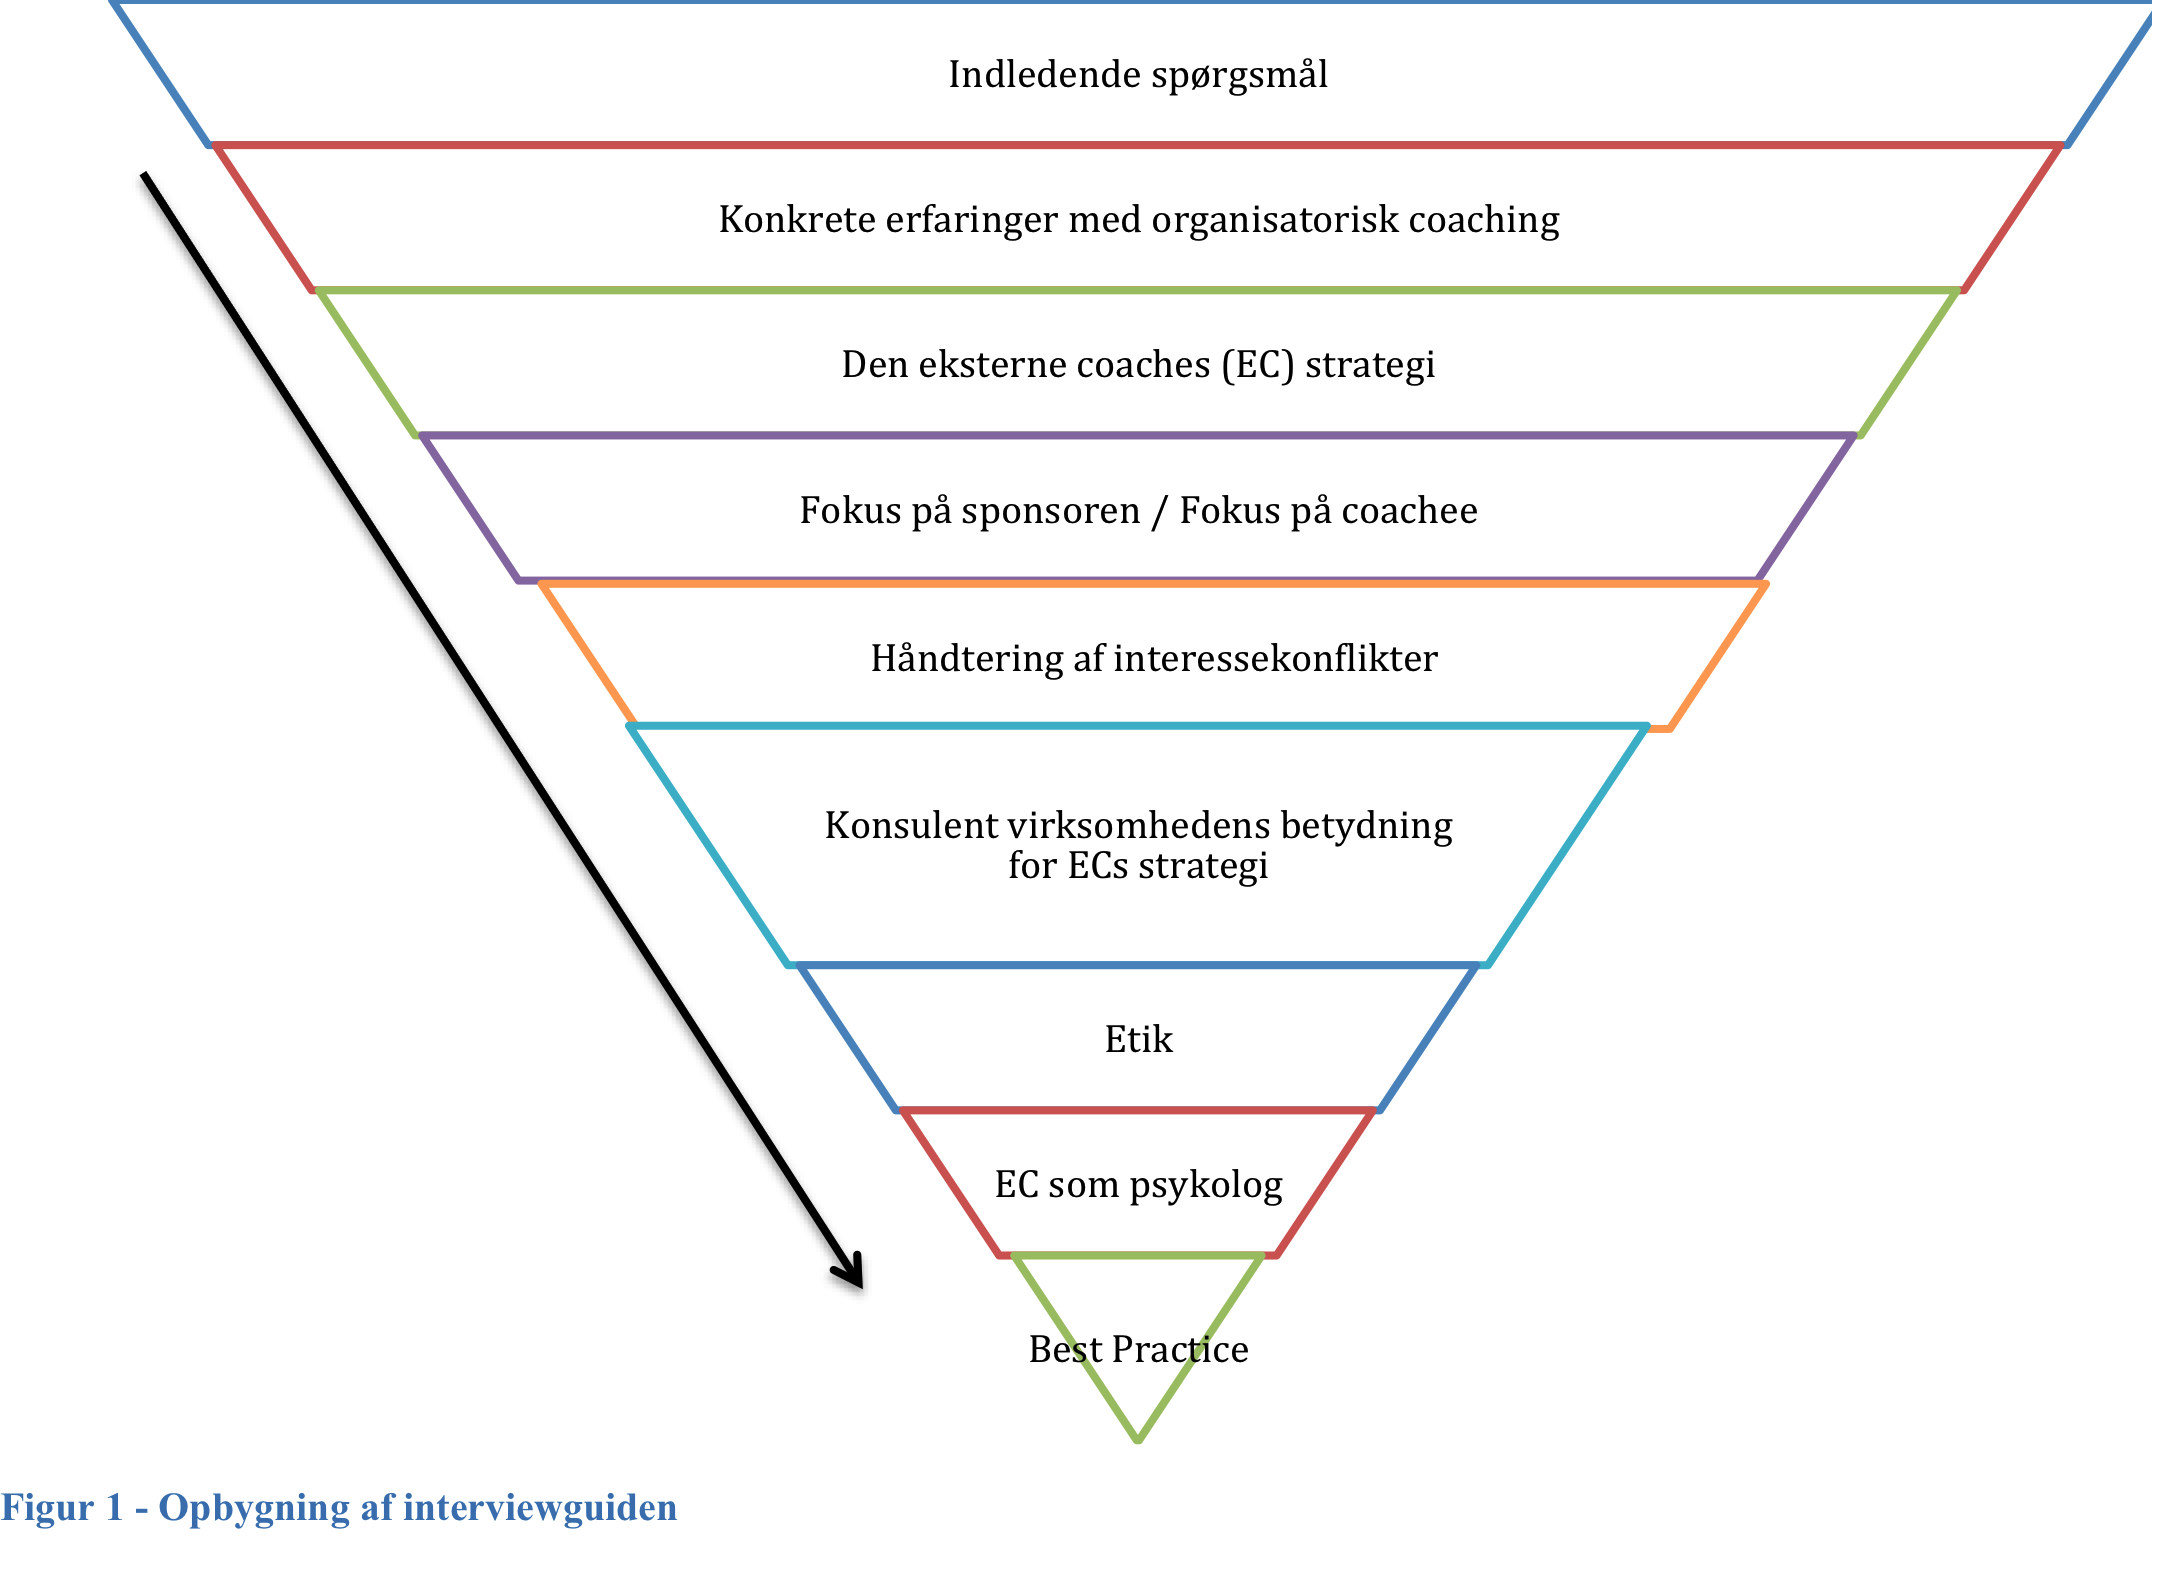 Indledende spørgsmål
Konkrete erfaringer med organisatorisk coaching
Den eksterne coaches (EC) strategi
Fokus på sponsoren / Fokus på coachee
Håndtering af interessekonflikter
Konsulent virksomhedens betydning
for ECs strategi
Etik
EC som psykolog
Best Practice
Figur 1 - Opbygning af interviewguiden